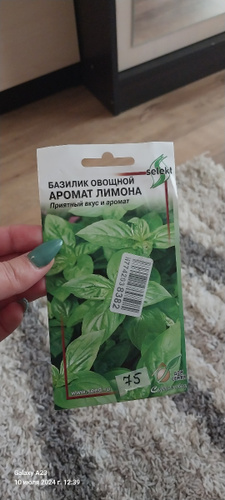 selekt
БАЗИЛИК ОВОЩНОЙ
АРОМАТ ЛИМОНА
Приятный вкус и аромат
75
Galaxy A23
10 июля 2024 г. 12:39